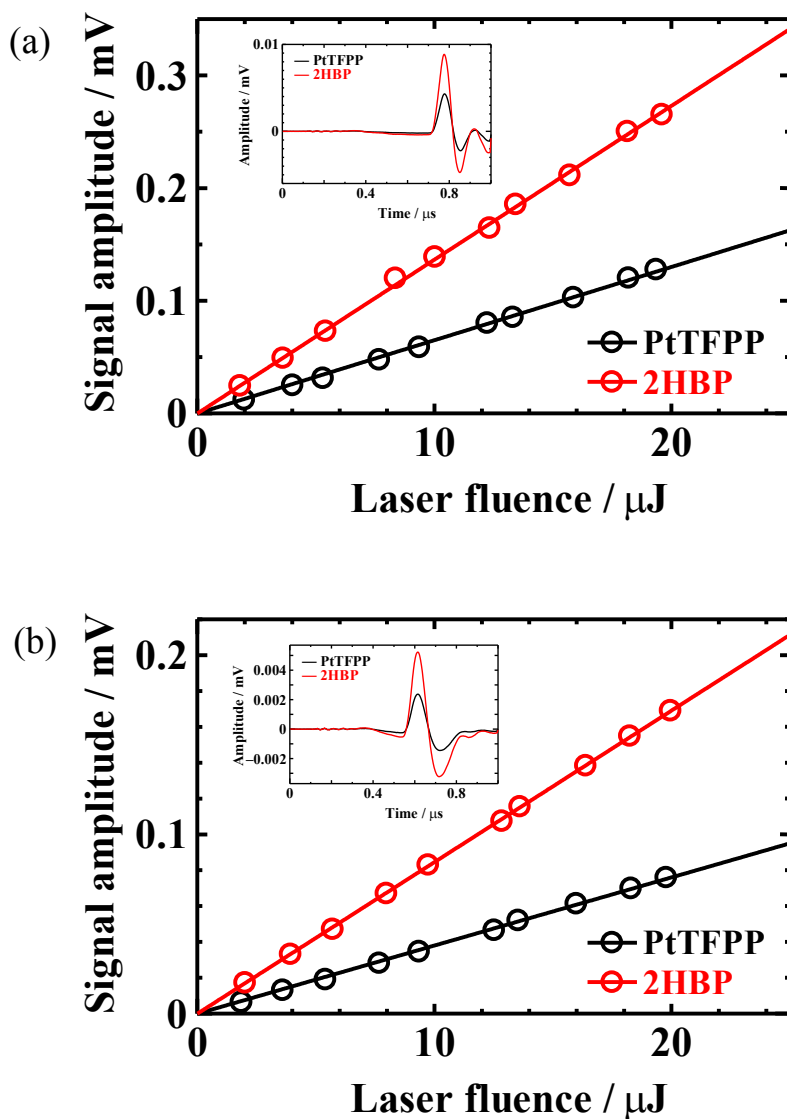 (a)
Signal amplitude / mV
0.3
0.2
0.1
0
0 10 20
Laser fluence / μJ
PtTFPP
2HBP
Amplitude / mV
0.01
0
0 0.4 0.8
Time / μs
PtTFPP
2HBP
(b)
Signal amplitude / mV
0.2
0.1
0
0 10 20
Laser fluence / μJ
PtTFPP
2HBP
Amplitude / mV
0.004
0.002
0
−0.002
0 0.4 0.8
Time / μs
PtTFPP
2HBP